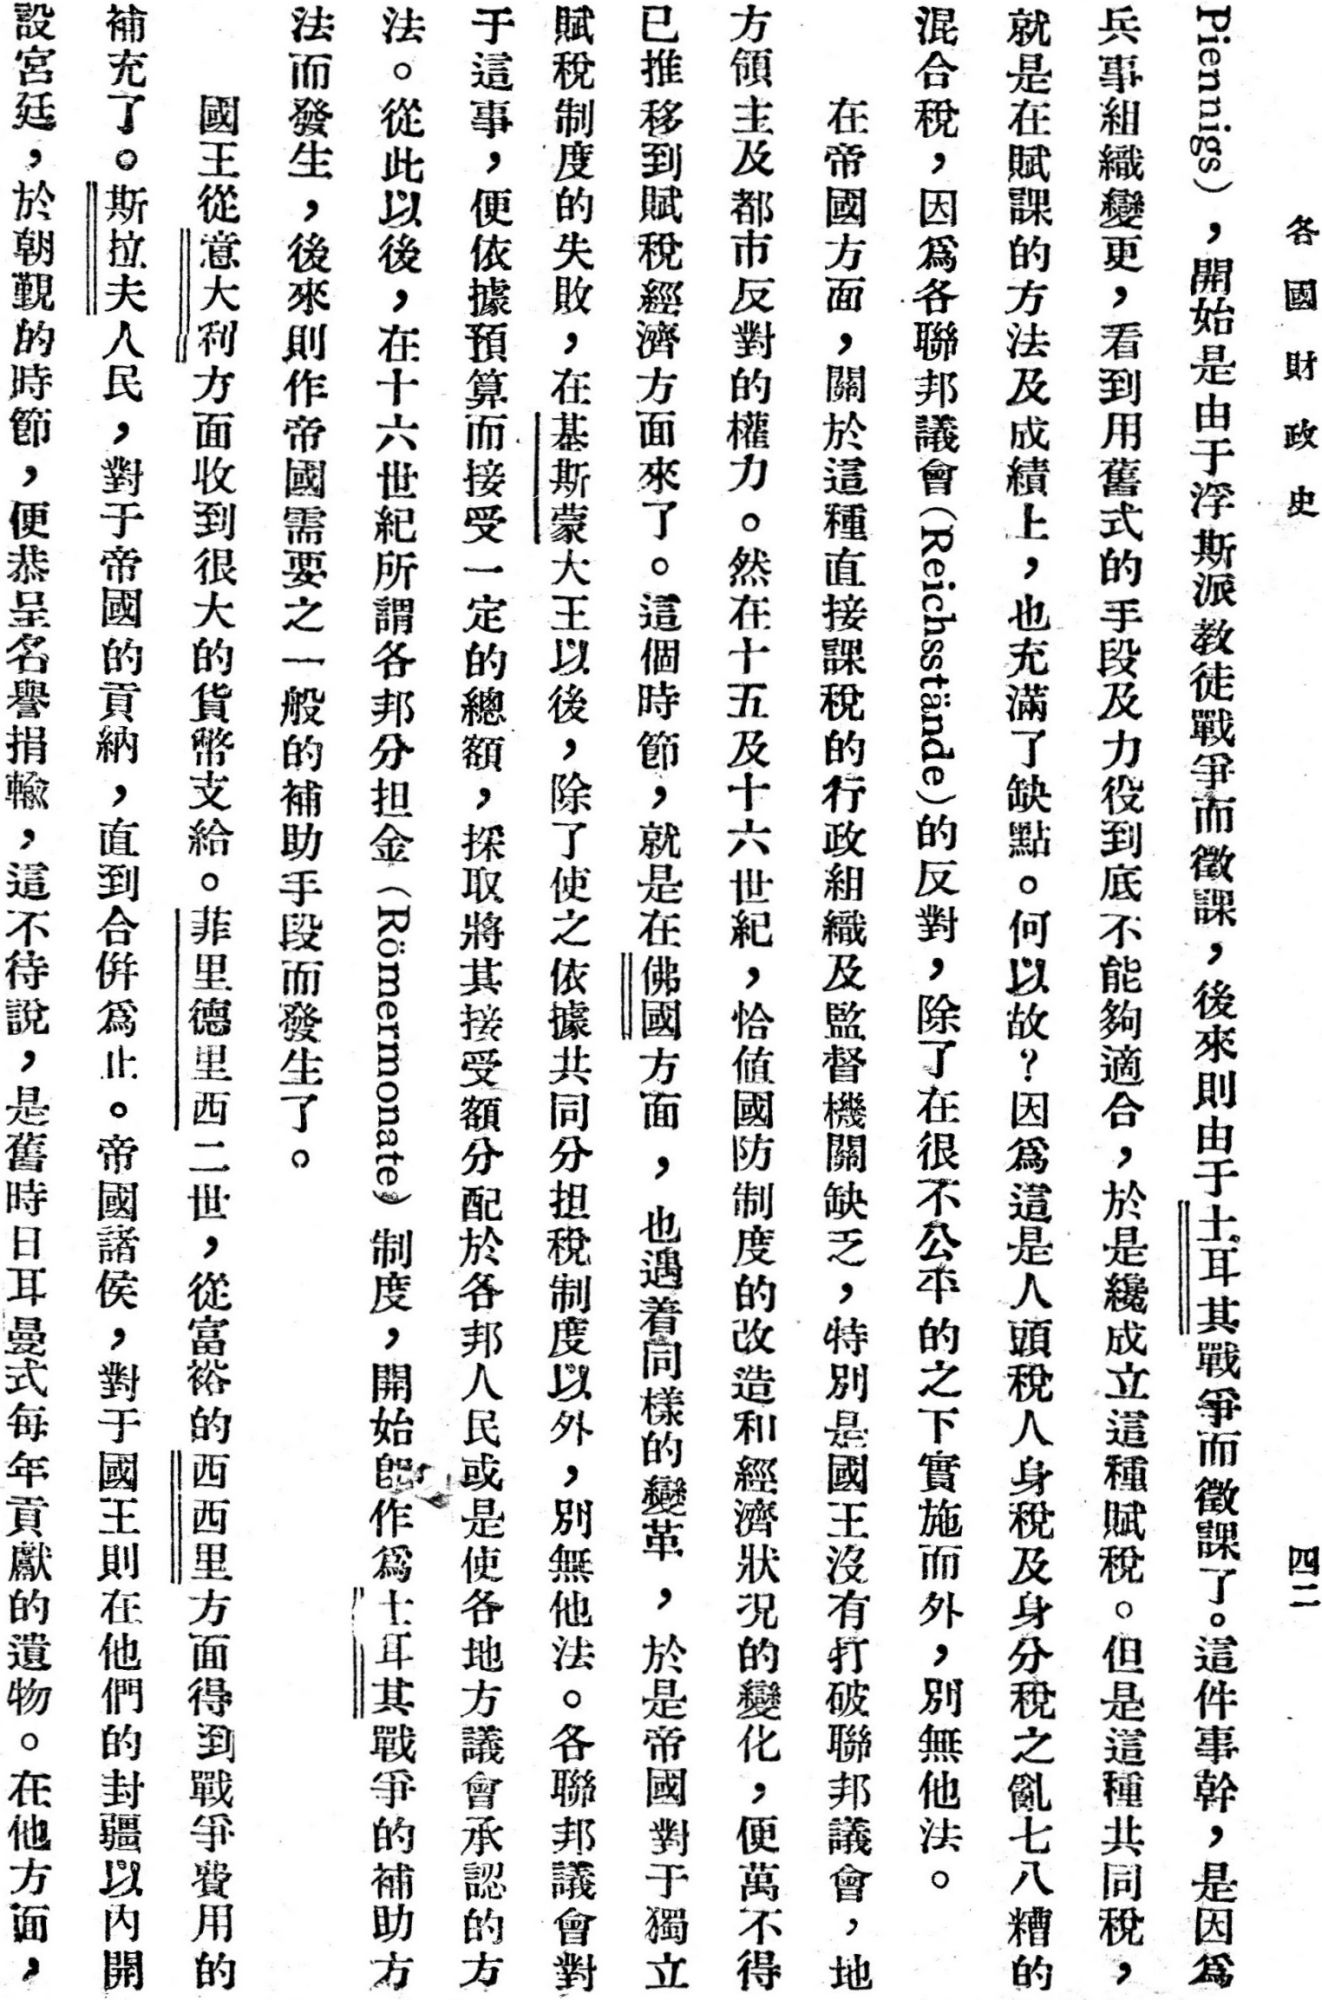 各國財政史
四二
Piennigs），開始是由于浮斯派教徒戰爭而徵課，後來則由于土耳其戰爭而徵課了。這件事幹，是因爲
兵事組織變更，看到用舊式的手段及力役到底不能夠適合，於是纔成立這種賦稅。但是這種共同稅，
就是在賦課的方法及成績上，也充滿了缺點。何以故？因爲這是人頭稅人身稅及身分稅之亂七八糟的
混合稅，因爲各聯邦議會（Reichsstände）的反對，除了在很不公平的之下實施而外，別無他法。
在帝國方面，關於這種直接課稅的行政組織及監督機關缺乏，特別是國王沒有打破聯邦議會，地
方領主及都市反對的權力。然在十五及十六世紀，恰值國防制度的改造和經濟狀況的變化，便萬不得
已推移到賦稅經濟方面來了。這個時節，就是在佛國方面，也遇着同樣的變革，於是帝國對于獨立
賦稅制度的失敗，在基斯蒙大王以後，除了使之依據共同分担稅制度以外，別無他法。各聯邦議會對
于這事，便依據預算而接受一定的總額，採取將其接受額分配於各邦人民或是使各地方議會承認的方
法。從此以後，在十六世紀所謂各邦分担金（Römermonate）制度，開始即作爲土耳其戰爭的補助方
法而發生，後來則作帝國需要之一般的補助手段而發生了。
國王從意大利方面收到很大的貨幣支給。菲里德里西二世，從富裕的西西里方面得到戰爭費用的
補充了。斯拉夫人民，對于帝國的貢納，直到合倂爲止。帝國諸侯，對于國王則在他們的封疆以內開
設宮廷，於朝覲的時節，便恭呈名譽捐輸，這不待說，是舊時日耳曼式每年貢獻的遺物。在他方面，